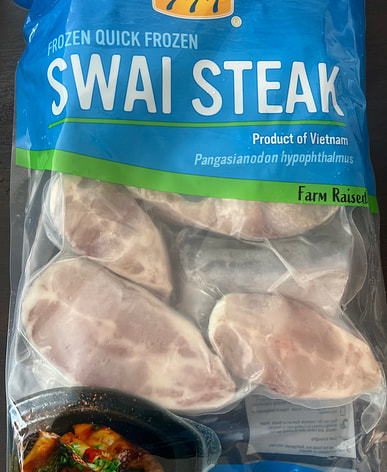 FROZEN QUICK FROZEN
SWAI STEAK
®
Product of Vietnam
Pangasianodon hypophthalmus
Farm Raised